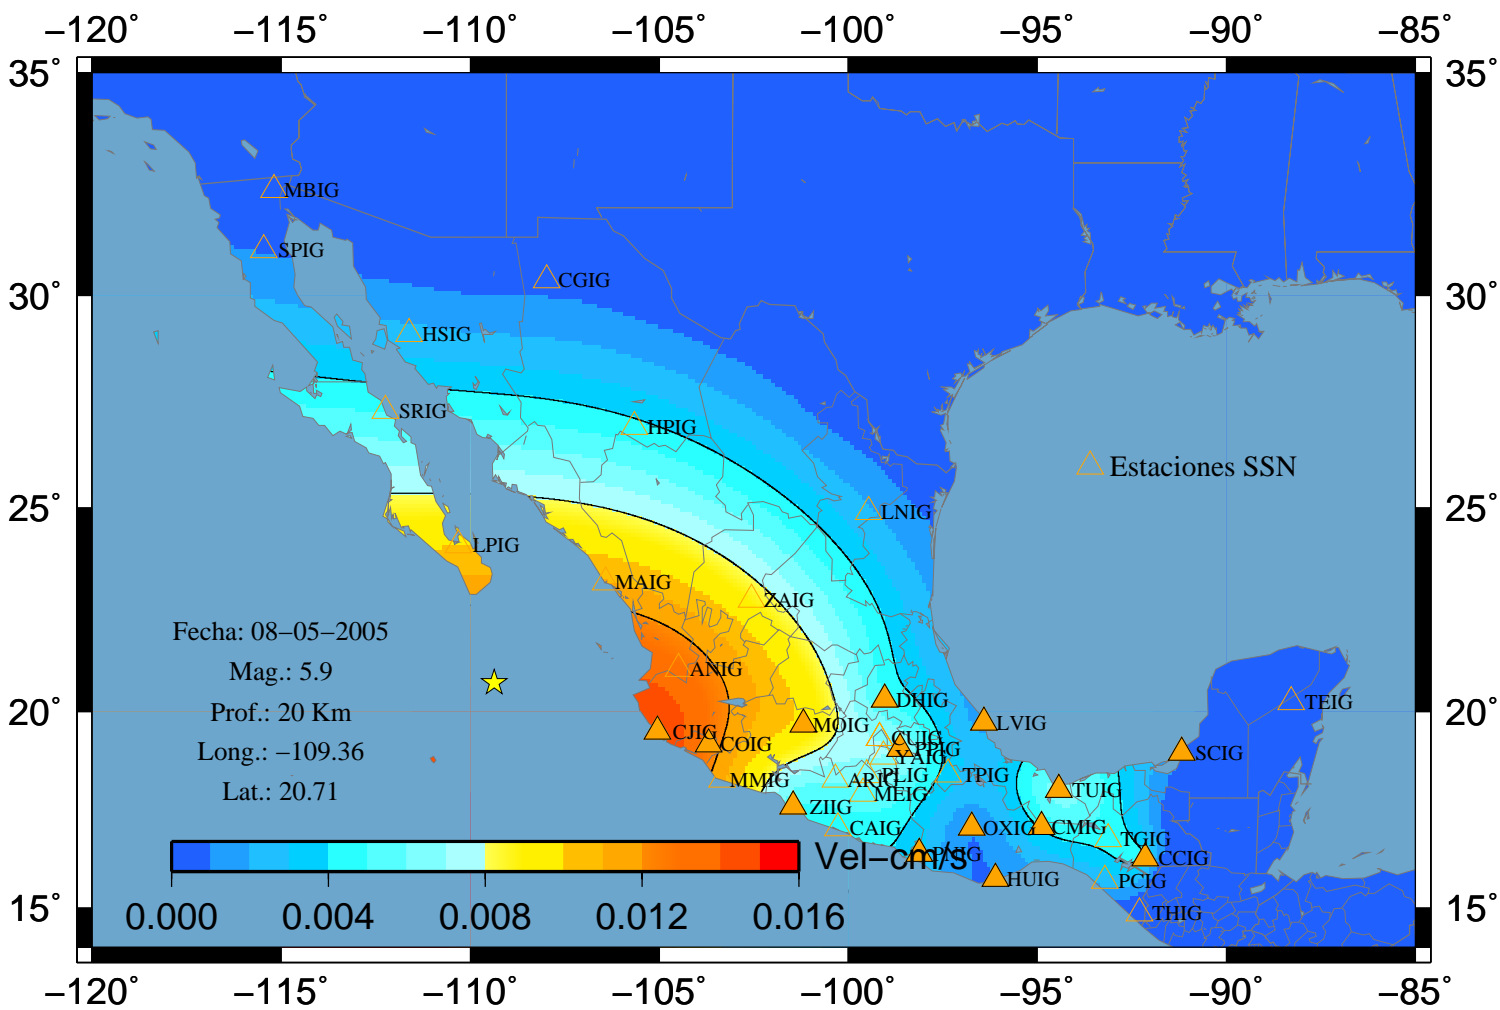 −120° −115° −110° −105° −100° −95° −90° −85°
35° 35°
MBIG
SPIG
CGIG
30° 30°
HSIG
SRIG
HPIG
Estaciones SSN
25° LNIG 25°
LPIG
MAIG
ZAIG
Fecha: 08−05−2005
Mag.: 5.9
ANIG
DHIG
TEIG
Prof.: 20 Km
20° 20°
MOIG
LVIG
CJIG
COIG
CUIG
PPIG
Long.: −109.36
SCIG
YAIG
PLIG
TPIG
MMIG
ARIG
Lat.: 20.71
TUIG
MEIG
ZIIG
CAIG
OXIG
CMIG
TGIG
Vel−cm/s
PNIG
CCIG
HUIG
PCIG
THIG
15° 15°
0.000 0.004 0.008 0.012 0.016
−120° −115° −110° −105° −100° −95° −90° −85°